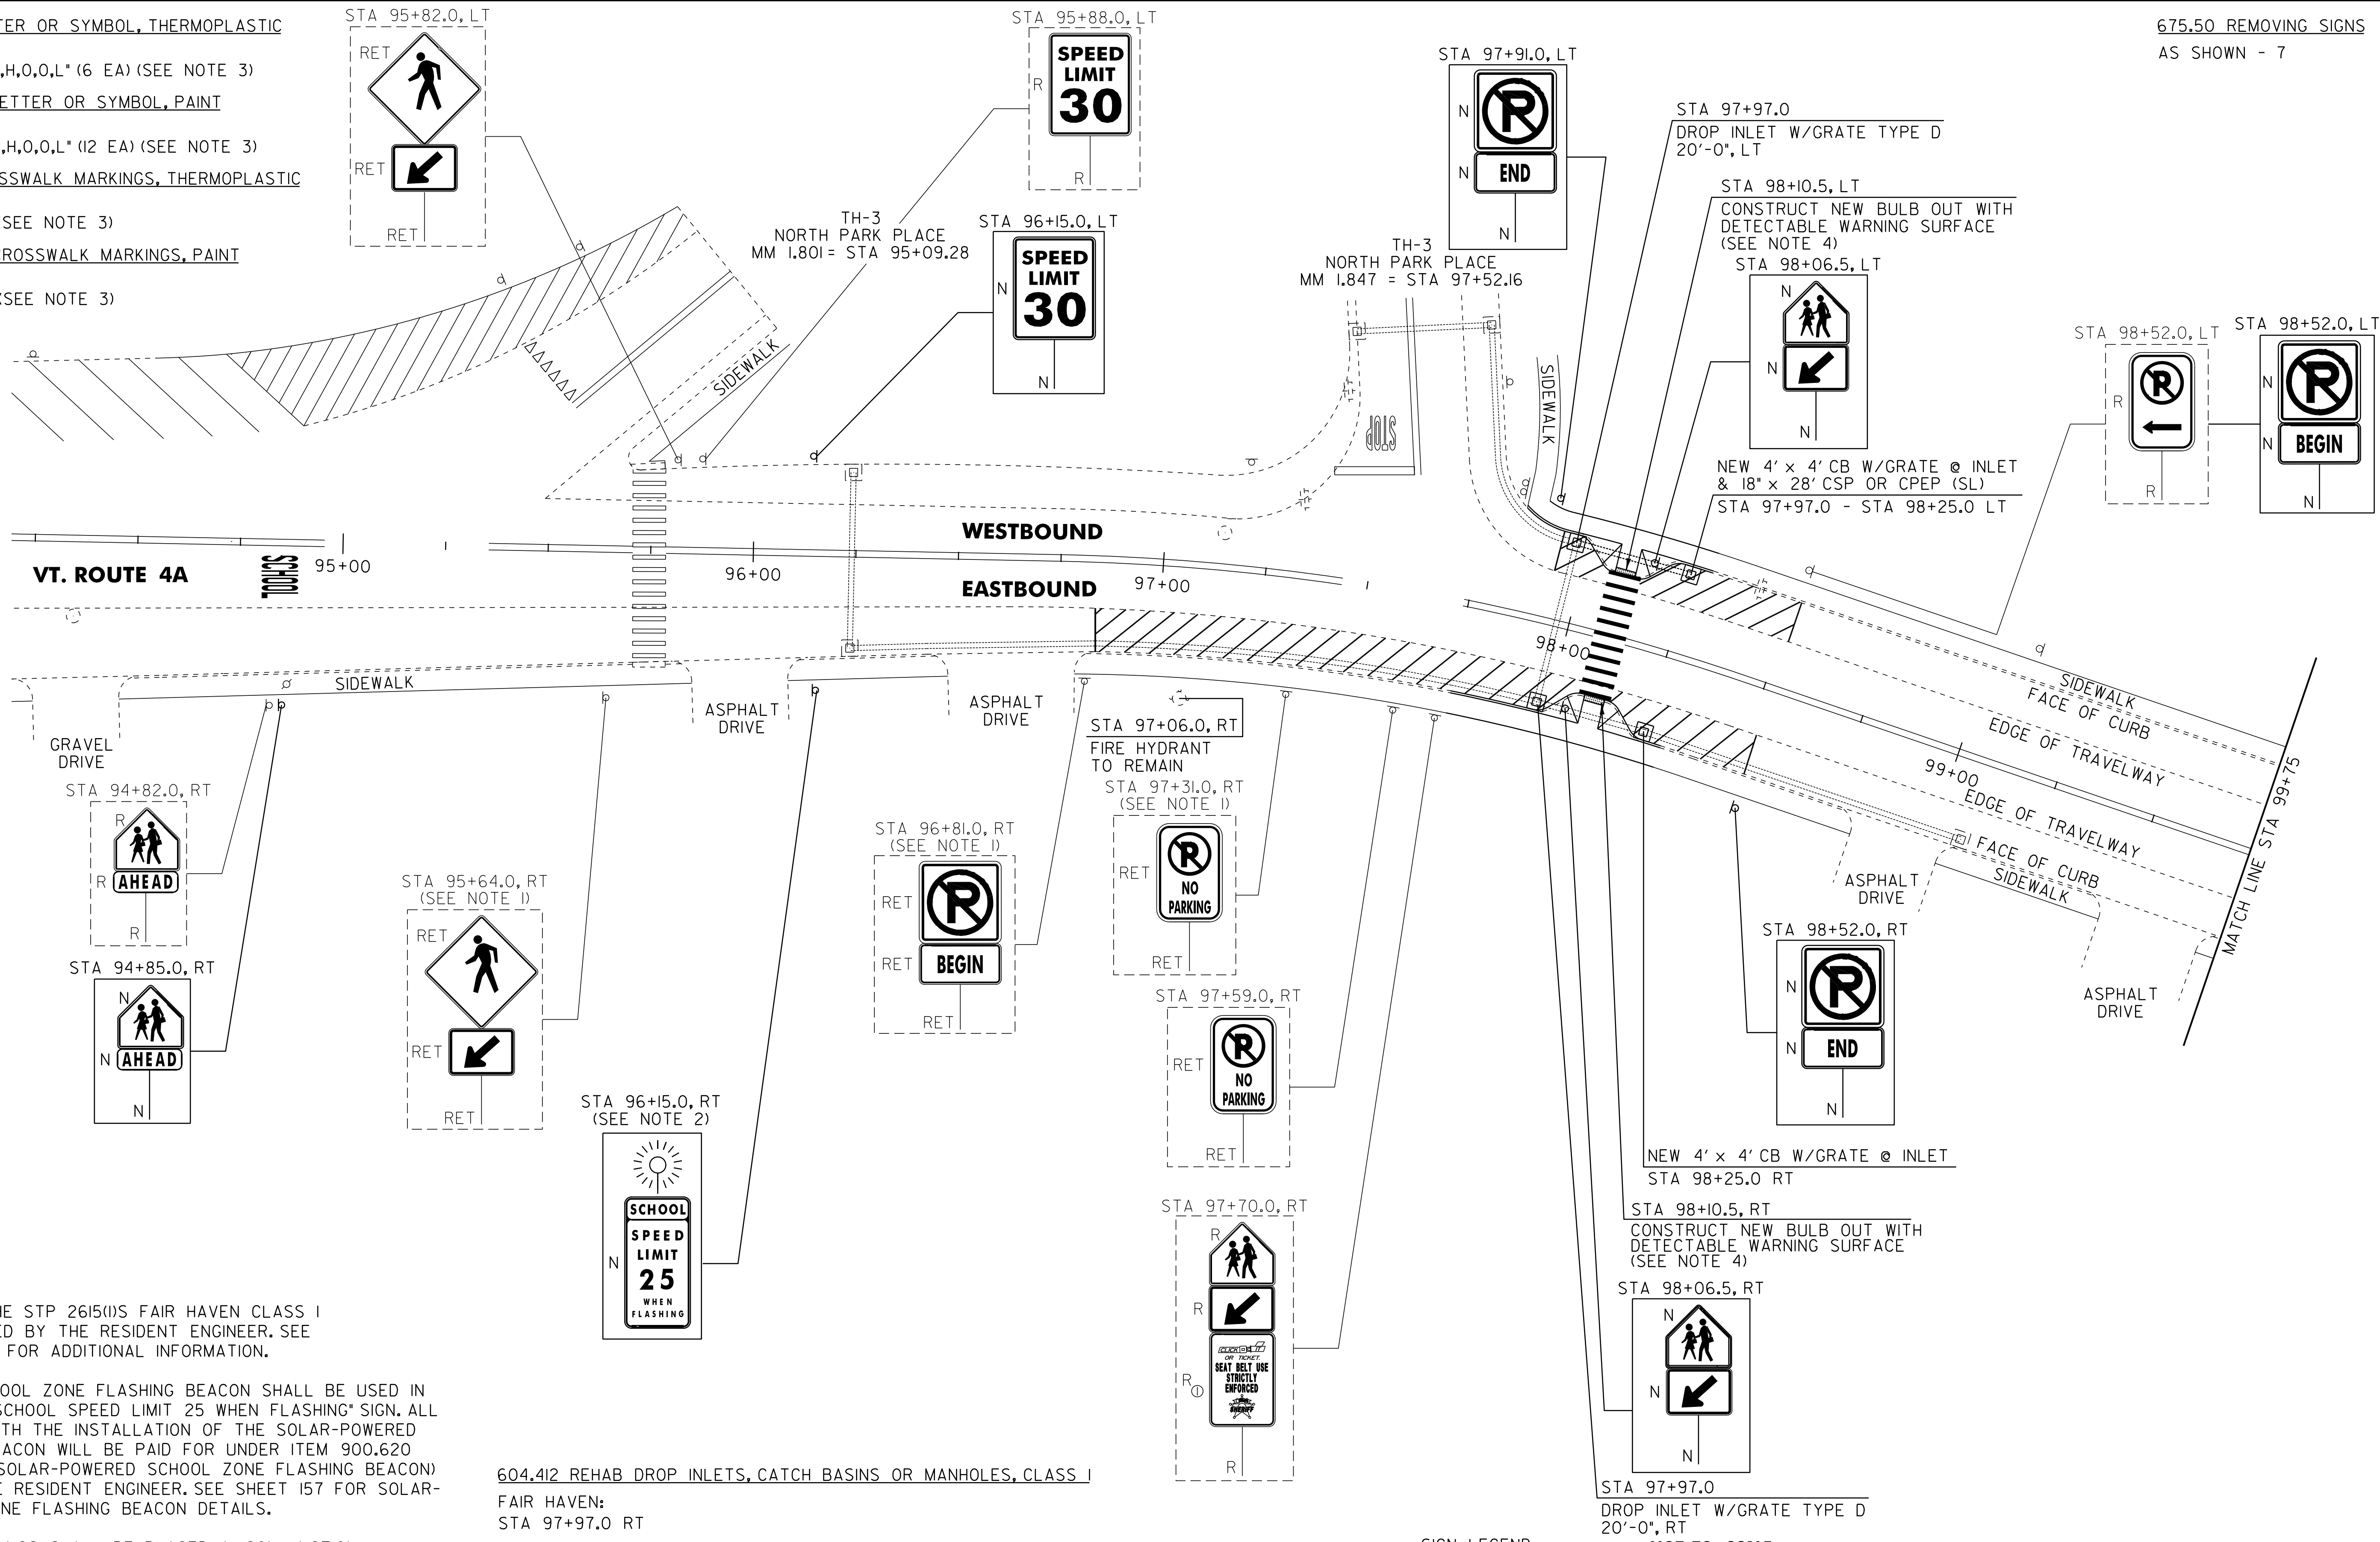 TER OR SYMBOL, THERMOPLASTIC
,H,O,O,L" (6 EA) (SEE NOTE 3)
ETTER OR SYMBOL, PAINT
,H,O,O,L" (12 EA) (SEE NOTE 3)
SSWALK MARKINGS, THERMOPLASTIC
(SEE NOTE 3)
CROSSWALK MARKINGS, PAINT
(SEE NOTE 3)
STA 95+82.0, LT
RET
RET
RET
STA 95+88.0, LT
SPEED
LIMIT
30
R
R
TH-3
NORTH PARK PLACE
MM 1.801 = STA 95+09.28
STA 96+15.0, LT
SPEED
LIMIT
30
N
N
STA 97+91.0, LT
N
P
N
END
N
TH-3
NORTH PARK PLACE
MM 1.847 = STA 97+52.16
675.50 REMOVING SIGNS
AS SHOWN - 7
STA 97+97.0
DROP INLET W/GRATE TYPE D
20'-0", LT
STA 98+10.5, LT
CONSTRUCT NEW BULB OUT WITH
DETECTABLE WARNING SURFACE
(SEE NOTE 4)
STA 98+06.5, LT
N
N
N
NEW 4' x 4' CB W/GRATE @ INLET
& 18" x 28' CSP OR CPEP (SL)
STA 97+97.0 - STA 98+25.0 LT
STA 98+52.0, LT
P
R
R
STA 98+52.0, LT
N
P
N
BEGIN
N
SIDEWALK
SIDEWALK
STOP
WESTBOUND
EASTBOUND
VT. ROUTE 4A
SCHOOL
95+00
96+00
97+00
98+00
99+00
SIDEWALK
FACE OF CURB
EDGE OF TRAVELWAY
EDGE OF TRAVELWAY
FACE OF CURB
SIDEWALK
MATCH LINE STA 99+75
SIDEWALK
GRAVEL
DRIVE
ASPHALT
DRIVE
ASPHALT
DRIVE
ASPHALT
DRIVE
ASPHALT
DRIVE
STA 97+06.0, RT
FIRE HYDRANT
TO REMAIN
STA 94+82.0, RT
R
R
AHEAD
R
STA 94+85.0, RT
N
N
AHEAD
N
STA 95+64.0, RT
(SEE NOTE 1)
RET
RET
RET
STA 96+15.0, RT
(SEE NOTE 2)
SCHOOL
SPEED
LIMIT
25
WHEN
FLASHING
N
STA 96+81.0, RT
(SEE NOTE 1)
RET
P
RET
BEGIN
RET
STA 97+31.0, RT
(SEE NOTE 1)
P
RET
NO
PARKING
RET
STA 97+59.0, RT
P
RET
NO
PARKING
RET
STA 97+70.0, RT
R
R
CLICK IT
OR TICKET.
SEAT BELT USE
STRICTLY
ENFORCED
SHERIFF
R
1
R
STA 98+52.0, RT
N
P
N
END
N
NEW 4' x 4' CB W/GRATE @ INLET
STA 98+25.0 RT
STA 98+10.5, RT
CONSTRUCT NEW BULB OUT WITH
DETECTABLE WARNING SURFACE
(SEE NOTE 4)
STA 98+06.5, RT
N
N
N
STA 97+97.0
DROP INLET W/GRATE TYPE D
20'-0", RT
HE STP 2615(1)S FAIR HAVEN CLASS 1
ED BY THE RESIDENT ENGINEER. SEE
FOR ADDITIONAL INFORMATION.
OOL ZONE FLASHING BEACON SHALL BE USED IN
SCHOOL SPEED LIMIT 25 WHEN FLASHING" SIGN. ALL
TH THE INSTALLATION OF THE SOLAR-POWERED
ACON WILL BE PAID FOR UNDER ITEM 900.620
SOLAR-POWERED SCHOOL ZONE FLASHING BEACON)
E RESIDENT ENGINEER. SEE SHEET 157 FOR SOLAR-
NE FLASHING BEACON DETAILS.
604.412 REHAB DROP INLETS, CATCH BASINS OR MANHOLES, CLASS 1
FAIR HAVEN:
STA 97+97.0 RT
SIGN LEGEND